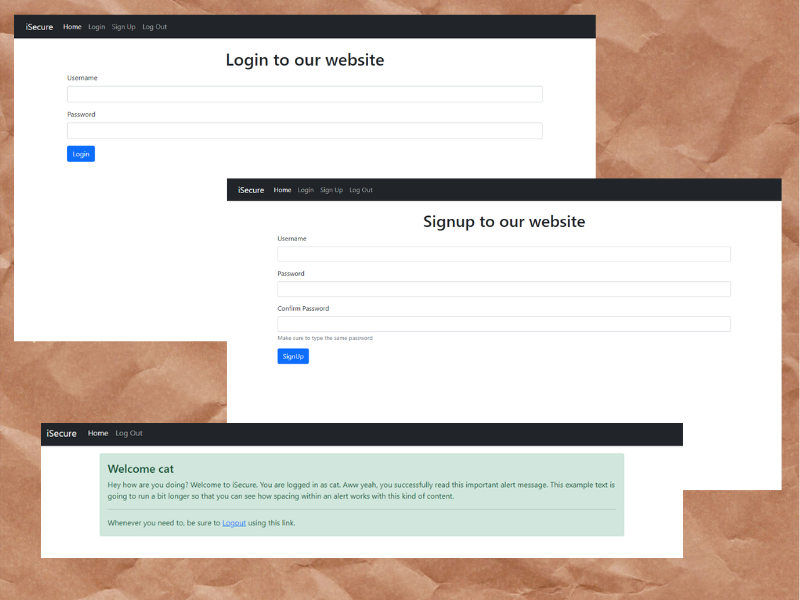 iSecure Home Login Sign Up Log Out
Login to our website
Username
Password
Login
iSecure Home Login Sign Up Log Out
Signup to our website
Username
Password
Confirm Password
Make sure to type the same password
SignUp
iSecure Home Log Out
Welcome cat
Hey how are you doing? Welcome to iSecure. You are logged in as cat. Aww yeah, you successfully read this important alert message. This example text is
going to run a bit longer so that you can see how spacing within an alert works with this kind of content.
Whenever you need to, be sure to Logout using this link.